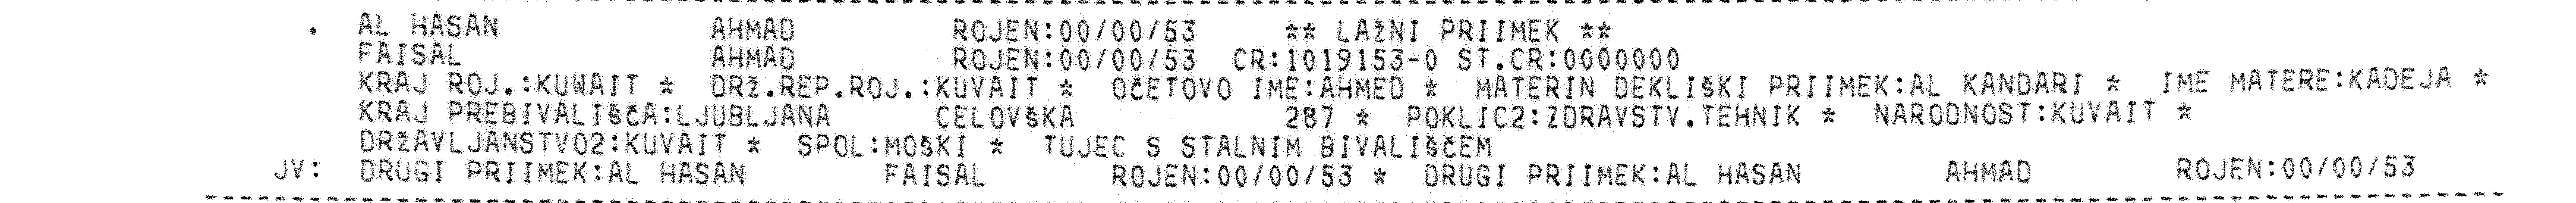 . AL HASAN AHMAD ROJEN:00/00/53 ** LAŽNI PRIIMEK **
FAISAL AHMAD ROJEN:00/00/53 CR:1019153-0 ST.CR:0000000
KRAJ ROJ.:KUWAIT * DRŽ.REP.ROJ.:KUVAIT * OČETOVO IME:AHMED * MATERIN DEKLIŠKI PRIIMEK:AL KANDARI * IME MATERE:KADEJA *
KRAJ PREBIVALIŠČA:LJUBLJANA CELOVŠKA 287 * POKLIC2:ZDRAVSTV.TEHNIK * NARODNOST:KUVAIT *
DRŽAVLJANSTVO2:KUVAIT * SPOL:MOŠKI * TUJEC S STALNIM BIVALIŠČEM
JV: DRUGI PRIIMEK:AL HASAN FAISAL ROJEN:00/00/53 * DRUGI PRIIMEK:AL HASAN AHMAD ROJEN:00/00/53